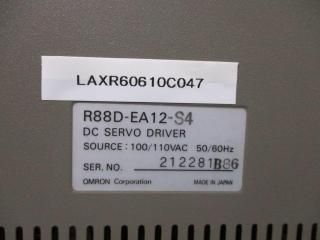 LAXR60610C047
R88D-EA12-S4
DC SERVO DRIVER
SOURCE : 100/110VAC 50/60Hz
SER. NO. 212281B86
OMRON Corporation MADE IN JAPAN